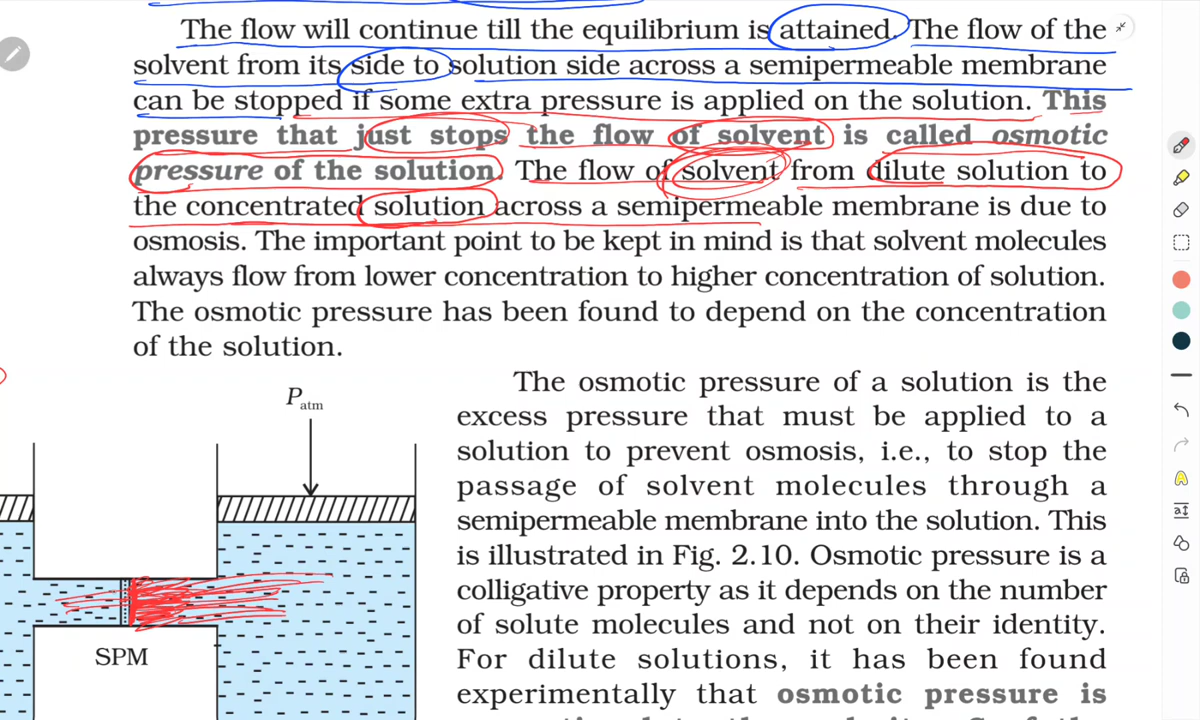 The flow will continue till the equilibrium is attained. The flow of the
solvent from its side to solution side across a semipermeable membrane
can be stopped if some extra pressure is applied on the solution. This
pressure that just stops the flow of solvent is called osmotic
pressure of the solution. The flow of solvent from dilute solution to
the concentrated solution across a semipermeable membrane is due to
osmosis. The important point to be kept in mind is that solvent molecules
always flow from lower concentration to higher concentration of solution.
The osmotic pressure has been found to depend on the concentration
of the solution.
P atm
SPM
The osmotic pressure of a solution is the
excess pressure that must be applied to a
solution to prevent osmosis, i.e., to stop the
passage of solvent molecules through a
semipermeable membrane into the solution. This
is illustrated in Fig. 2.10. Osmotic pressure is a
colligative property as it depends on the number
of solute molecules and not on their identity.
For dilute solutions, it has been found
experimentally that osmotic pressure is